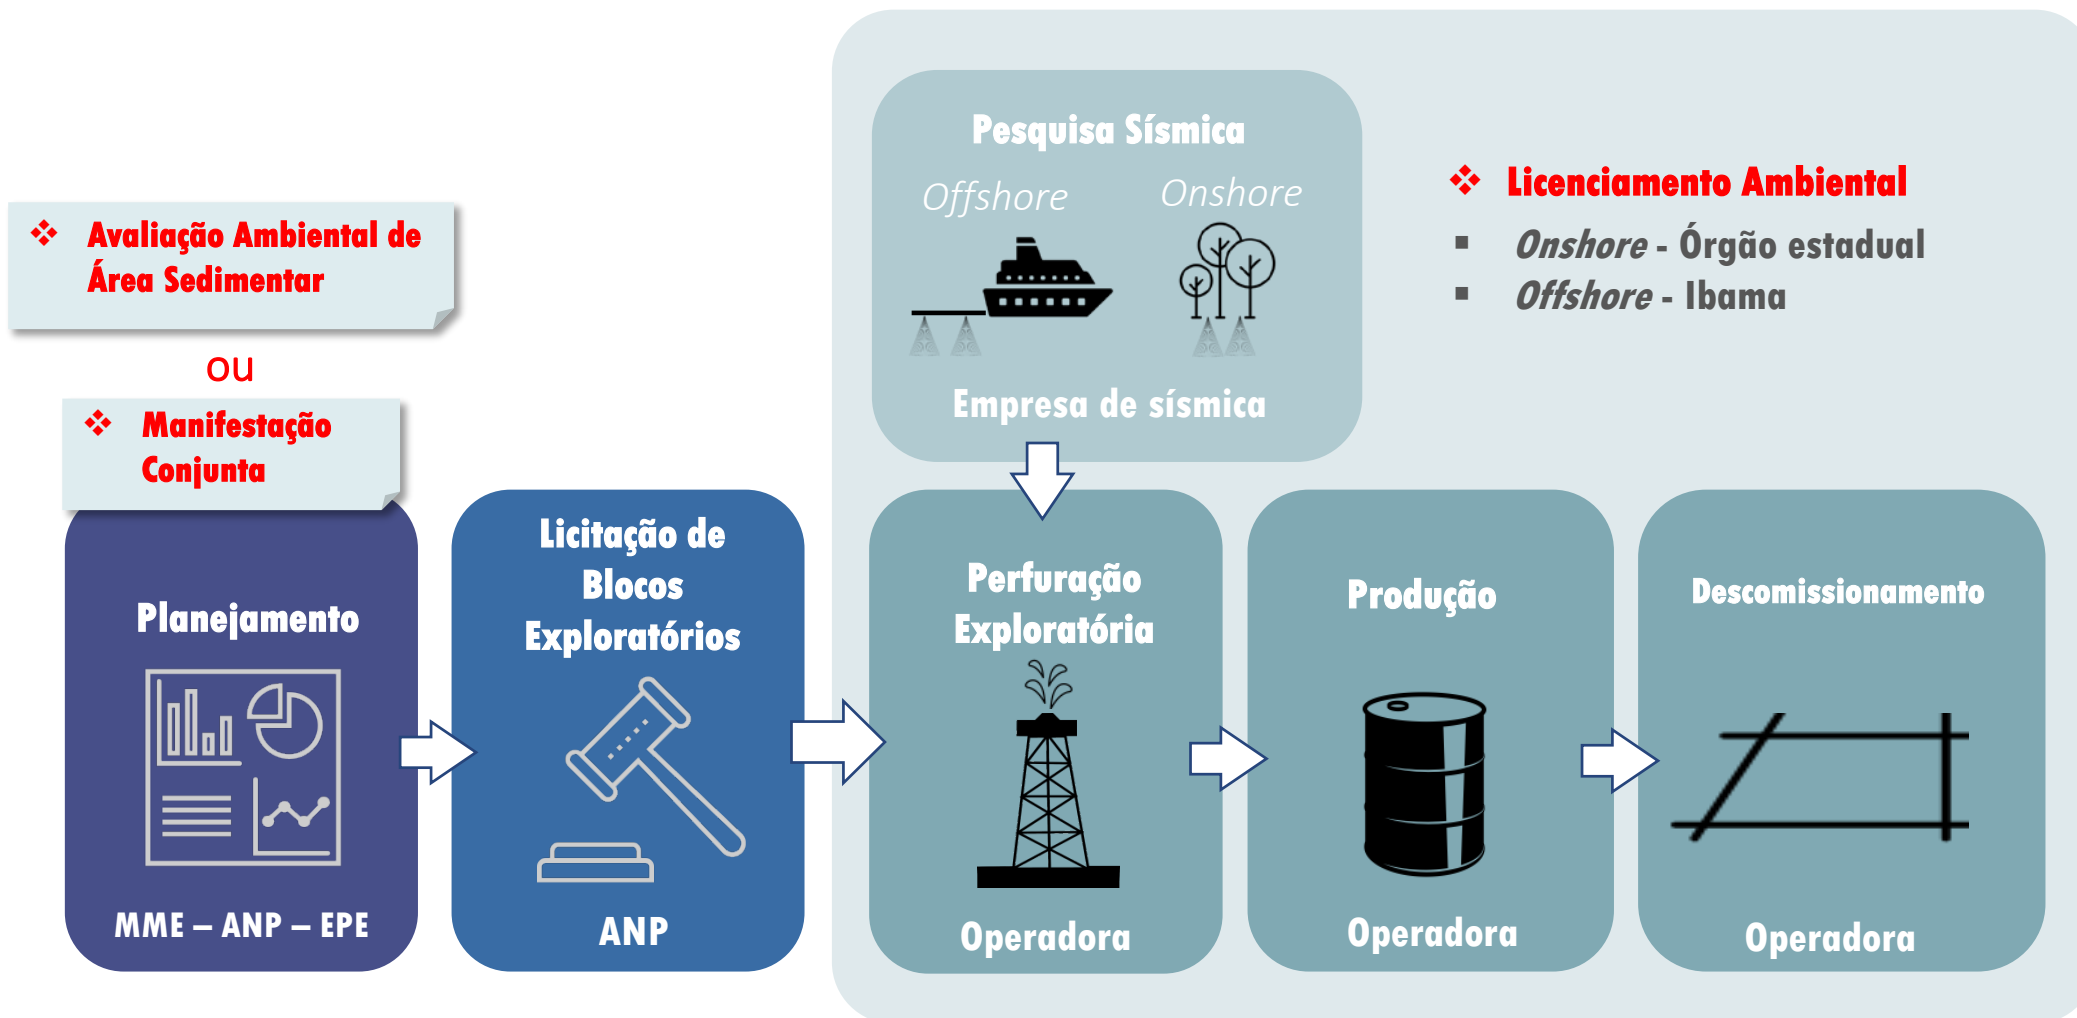 Avaliação Ambiental de
Área Sedimentar
ou
Manifestação
Conjunta
Planejamento
MME – ANP – EPE
Licitação de
Blocos
Exploratórios
ANP
Pesquisa Sísmica
Offshore
Onshore
Empresa de sísmica
Licenciamento Ambiental
Onshore - Órgão estadual
Offshore - Ibama
Perfuração
Exploratória
Operadora
Produção
Operadora
Descomissionamento
Operadora